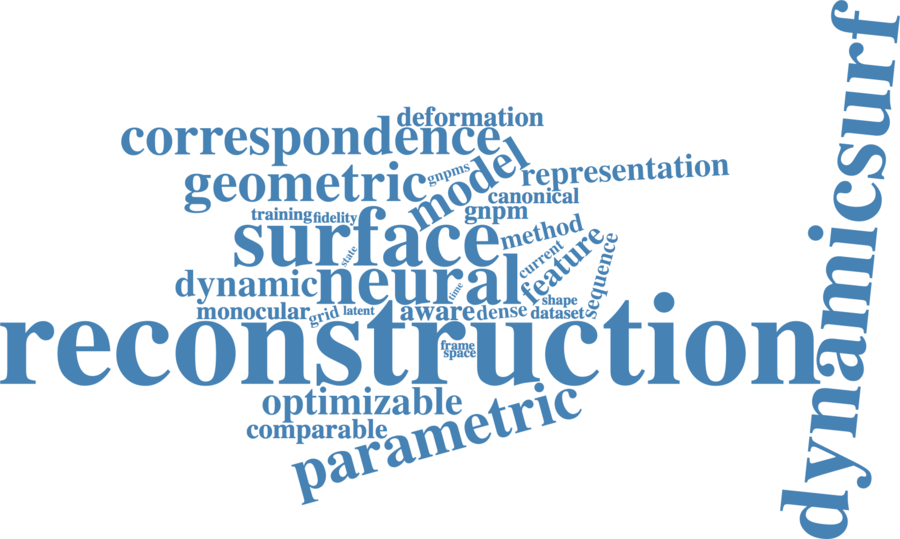 dynamicsurf
deformation
correspondence
model
gnpms
representation
geometric
canonical
gnpm
training
fidelity
surface
method
state
current
feature
sequence
dynamic
neural
time
shape
monocular
grid
latent
aware
dense
dataset
reconstruction
frame
space
optimizable
parametric
comparable